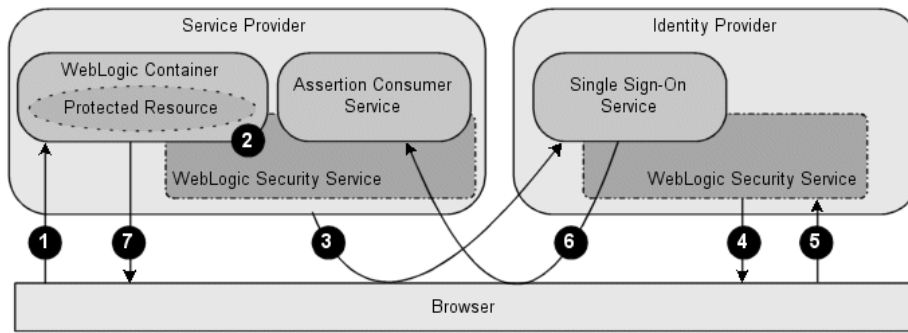 Service Provider
Identity Provider
WebLogic Container
Protected Resource
Assertion Consumer
Service
Single Sign-On
Service
2
WebLogic Security Service
WebLogic Security Service
1
7
3
6
4
5
Browser